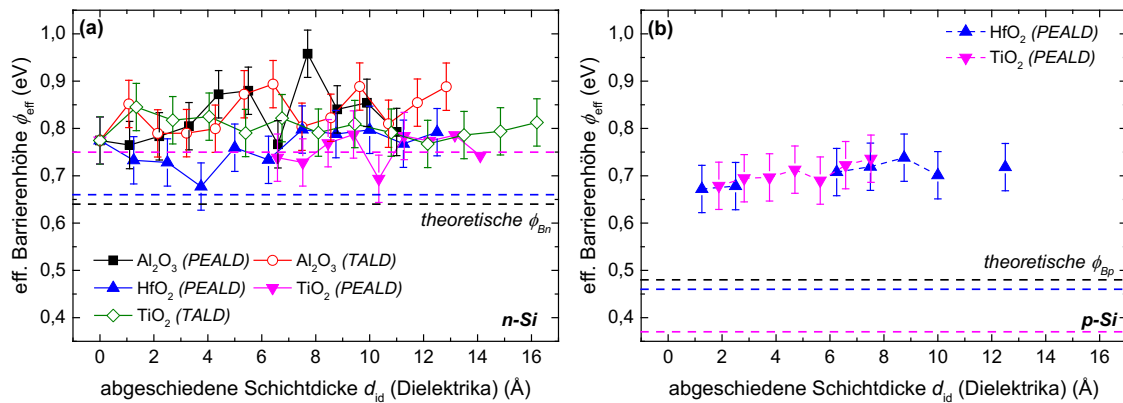 (a)
1,0
0,9
0,8
0,7
0,6
0,5
0,4
eff. Barrierenhöhe ϕeff (eV)
theoretische ϕBn
Al₂O₃ (PEALD) Al₂O₃ (TALD)
HfO₂ (PEALD) TiO₂ (PEALD)
TiO₂ (TALD)
n-Si
0 2 4 6 8 10 12 14 16
abgeschiedene Schichtdicke did (Dielektrika) (Å)
(b)
1,0
0,9
0,8
0,7
0,6
0,5
0,4
eff. Barrierenhöhe ϕeff (eV)
HfO₂ (PEALD)
TiO₂ (PEALD)
theoretische ϕBp
p-Si
0 2 4 6 8 10 12 14 16
abgeschiedene Schichtdicke did (Dielektrika) (Å)